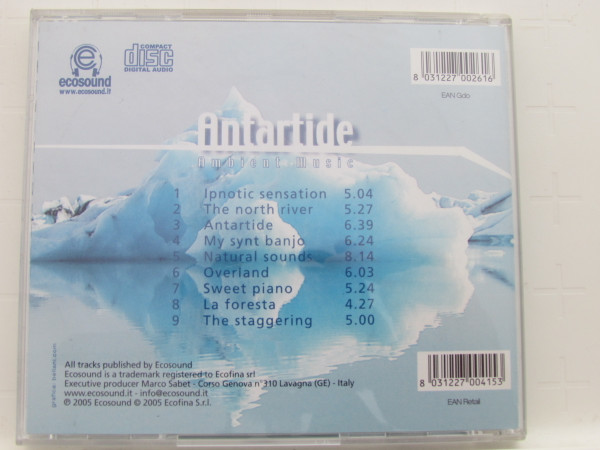 e
ecosound
www.ecosound.it
COMPACT
disc
DIGITAL AUDIO
8 031227 002616
EAN Gdo
Antartide
Ambient Music
1 Ipnotic sensation 5.04
2 The north river 5.27
3 Antartide 6.39
4 My synt banjo 6.24
5 Natural sounds 8.14
6 Overland 6.03
7 Sweet piano 5.24
8 La foresta 4.27
9 The staggering 5.00
All tracks published by Ecosound
Ecosound is a trademark registered to Ecofina srl
Executive producer Marco Sabet - Corso Genova n°310 Lavagna (GE) - Italy
www.ecosound.it - info@ecosound.it
℗ 2005 Ecosound © 2005 Ecofina S.r.l.
8 031227 004153
EAN Retail